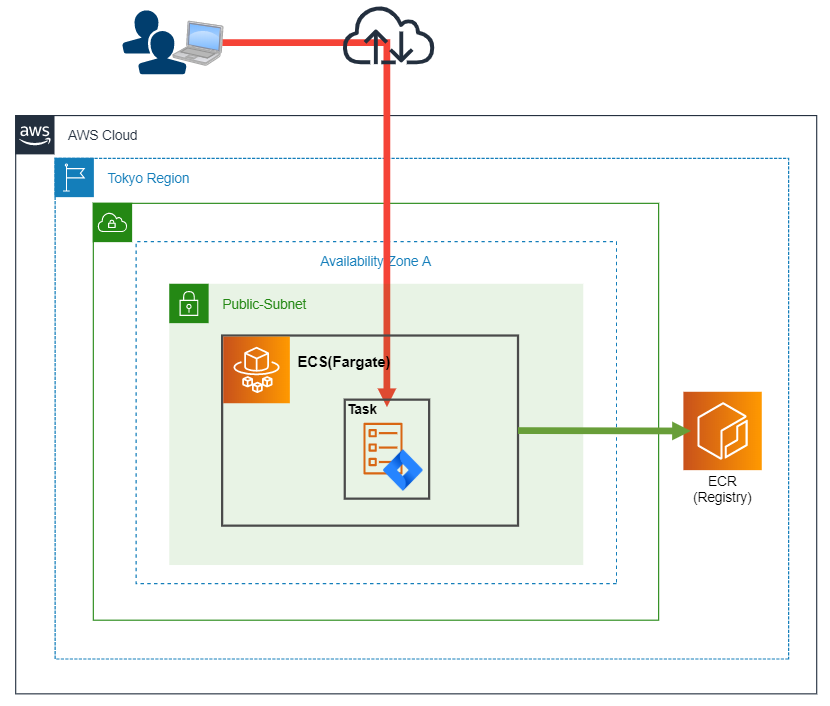 aws
AWS Cloud
Tokyo Region
Availability Zone A
Public-Subnet
ECS(Fargate)
Task
ECR
(Registry)